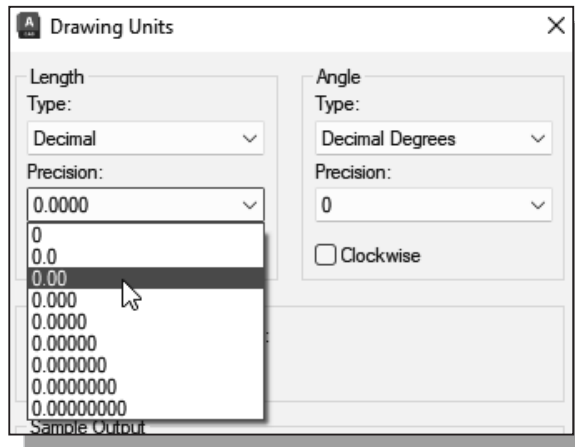 A
CAD
Drawing Units
Length
Type:
Decimal
Precision:
0.0000
0
0.0
0.00
0.000
0.0000
0.00000
0.000000
0.0000000
0.00000000
Angle
Type:
Decimal Degrees
Precision:
0
Clockwise
Sample Output